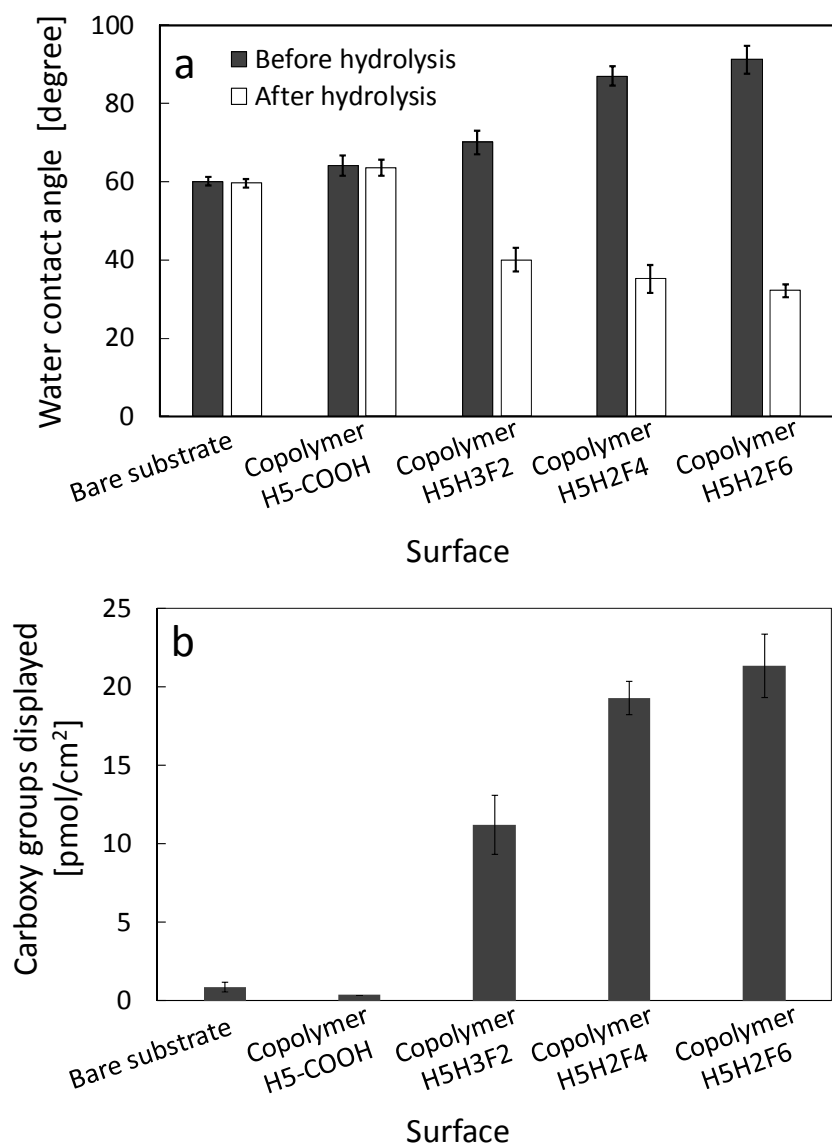 a
Before hydrolysis
After hydrolysis
Water contact angle [degree]
100
80
60
40
20
0
Bare substrate
Copolymer
H5-COOH
Copolymer
H5H3F2
Copolymer
H5H2F4
Copolymer
H5H2F6
Surface
b
Carboxy groups displayed
[pmol/cm²]
25
20
15
10
5
0
Bare substrate
Copolymer
H5-COOH
Copolymer
H5H3F2
Copolymer
H5H2F4
Copolymer
H5H2F6
Surface